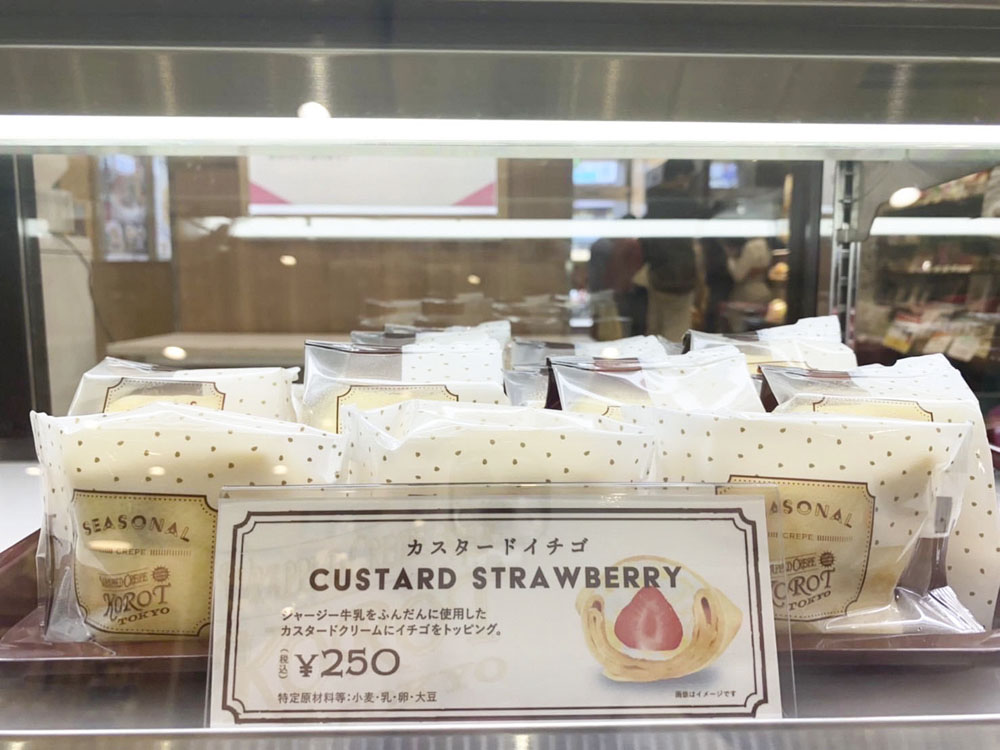 SEASONAL
CREPE
KOROT
TOKYO
SEASONAL
CREPE
TOKYO
カスタードイチゴ
CUSTARD STRAWBERRY
ジャージー牛乳をふんだんに使用した
カスタードクリームにイチゴをトッピング。
(税込) ¥250
特定原材料等:小麦・乳・卵・大豆
画像はイメージです